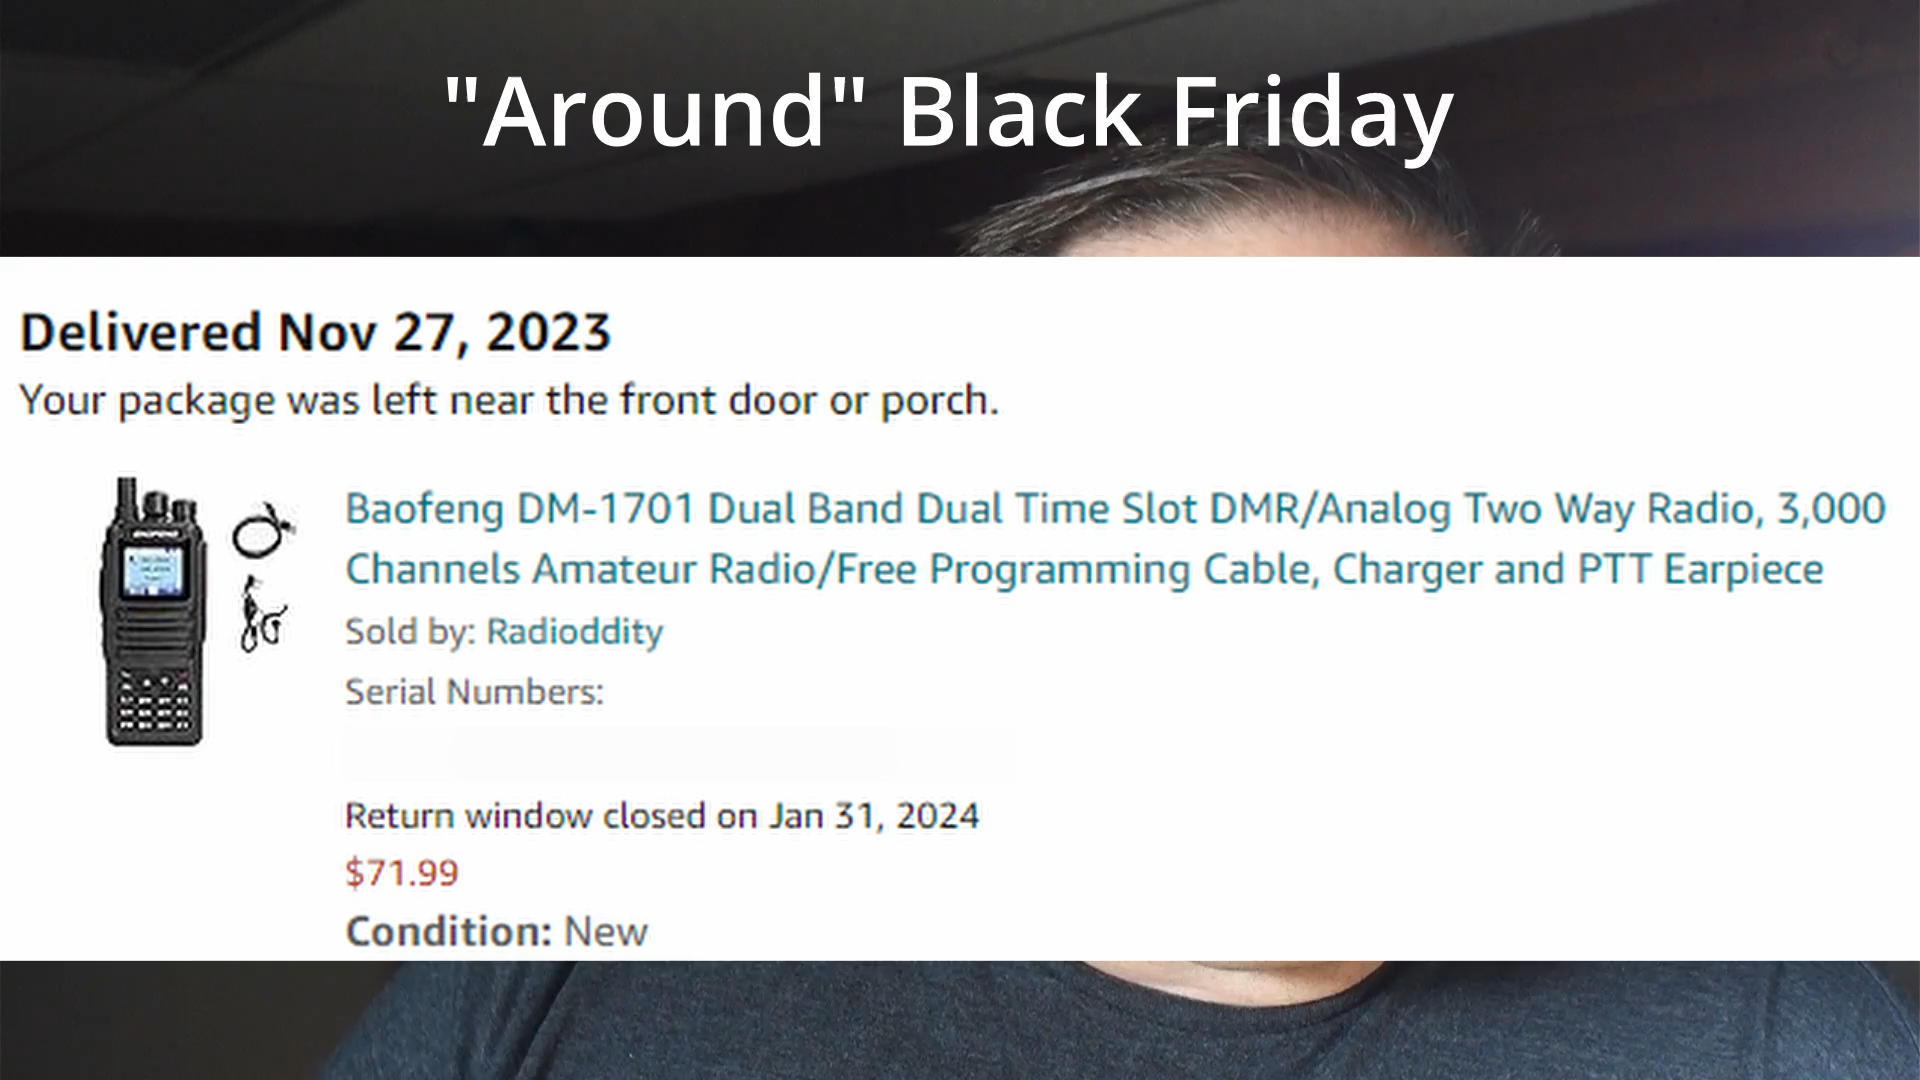 "Around" Black Friday
Delivered Nov 27, 2023
Your package was left near the front door or porch.
Baofeng DM-1701 Dual Band Dual Time Slot DMR/Analog Two Way Radio, 3,000
Channels Amateur Radio/Free Programming Cable, Charger and PTT Earpiece
Sold by: Radioddity
Serial Numbers:
Return window closed on Jan 31, 2024
$71.99
Condition: New